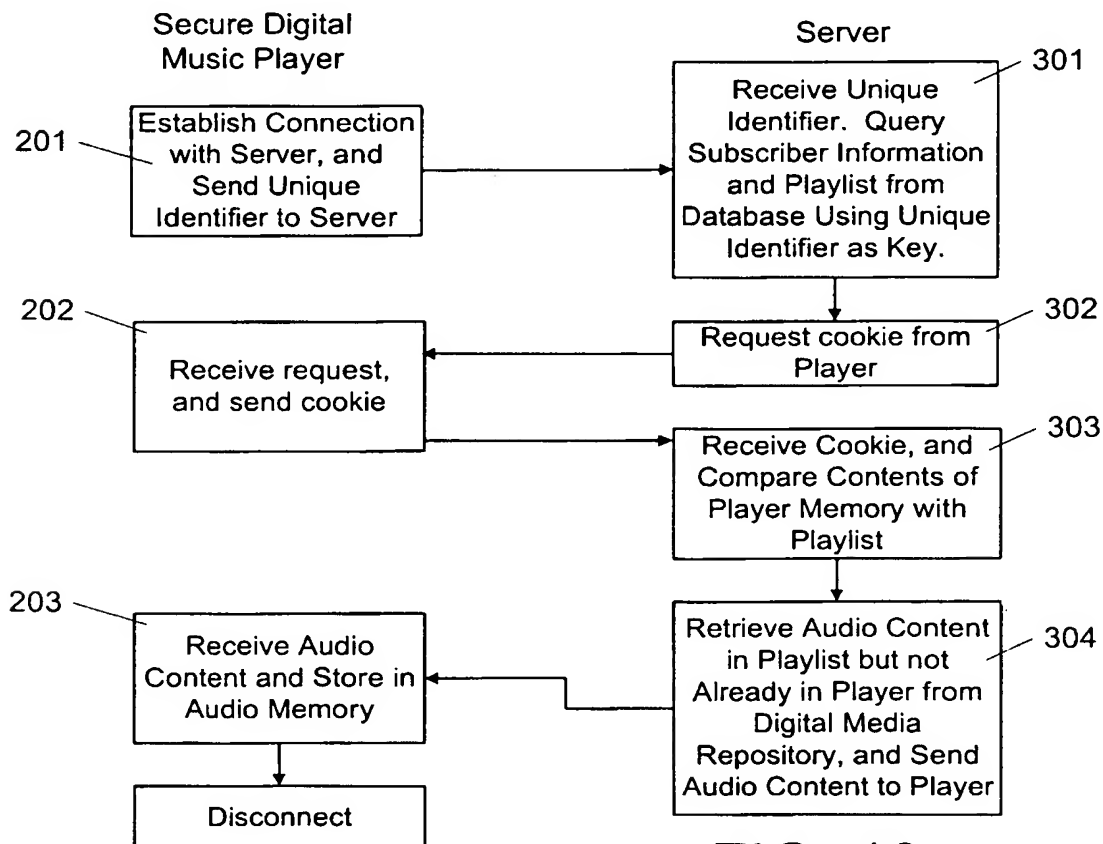 Secure Digital
Music Player
Server
301
Receive Unique
Identifier. Query
Subscriber Information
and Playlist from
Database Using Unique
Identifier as Key.
201
Establish Connection
with Server, and
Send Unique
Identifier to Server
202
Receive request,
and send cookie
302
Request cookie from
Player
303
Receive Cookie, and
Compare Contents of
Player Memory with
Playlist
203
Receive Audio
Content and Store in
Audio Memory
304
Retrieve Audio Content
in Playlist but not
Already in Player from
Digital Media
Repository, and Send
Audio Content to Player
Disconnect